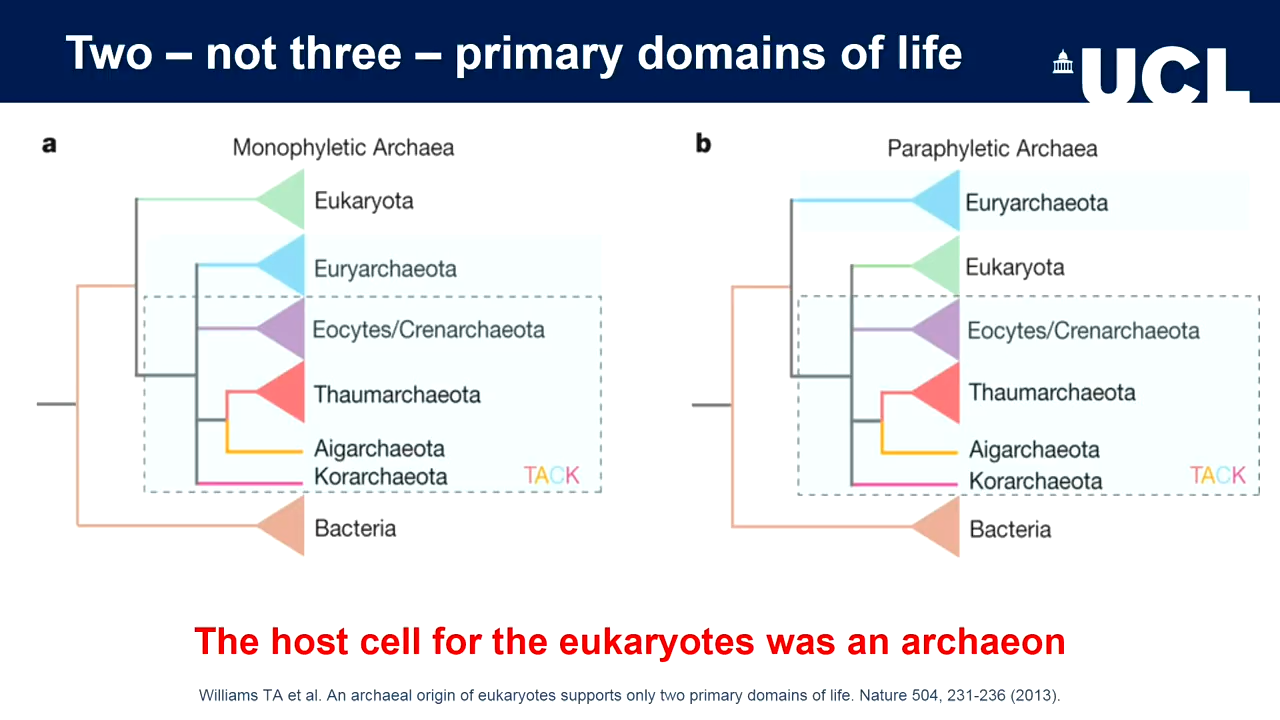 Two – not three – primary domains of life
UCL
a
Monophyletic Archaea
Eukaryota
Euryarchaeota
Eocytes/Crenarchaeota
Thaumarchaeota
Aigarchaeota
Korarchaeota
TACK
Bacteria
b
Paraphyletic Archaea
Euryarchaeota
Eukaryota
Eocytes/Crenarchaeota
Thaumarchaeota
Aigarchaeota
Korarchaeota
TACK
Bacteria
The host cell for the eukaryotes was an archaeon
Williams TA et al. An archaeal origin of eukaryotes supports only two primary domains of life. Nature 504, 231-236 (2013).